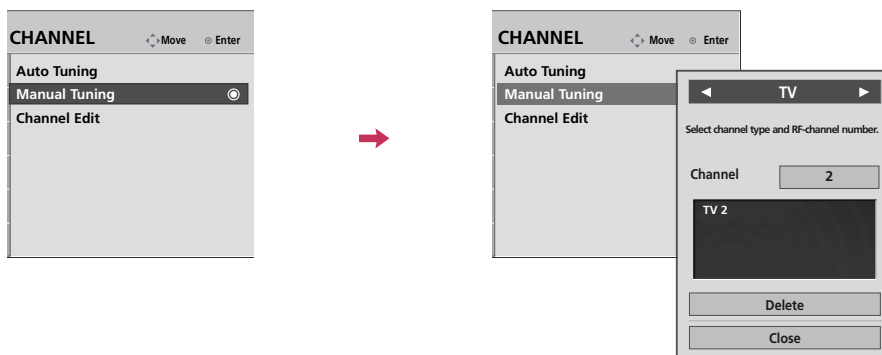 CHANNEL Move Enter
Auto Tuning
Manual Tuning
Channel Edit
CHANNEL Move Enter
Auto Tuning
Manual Tuning
Channel Edit
TV
Select channel type and RF-channel number.
Channel 2
TV 2
Delete
Close